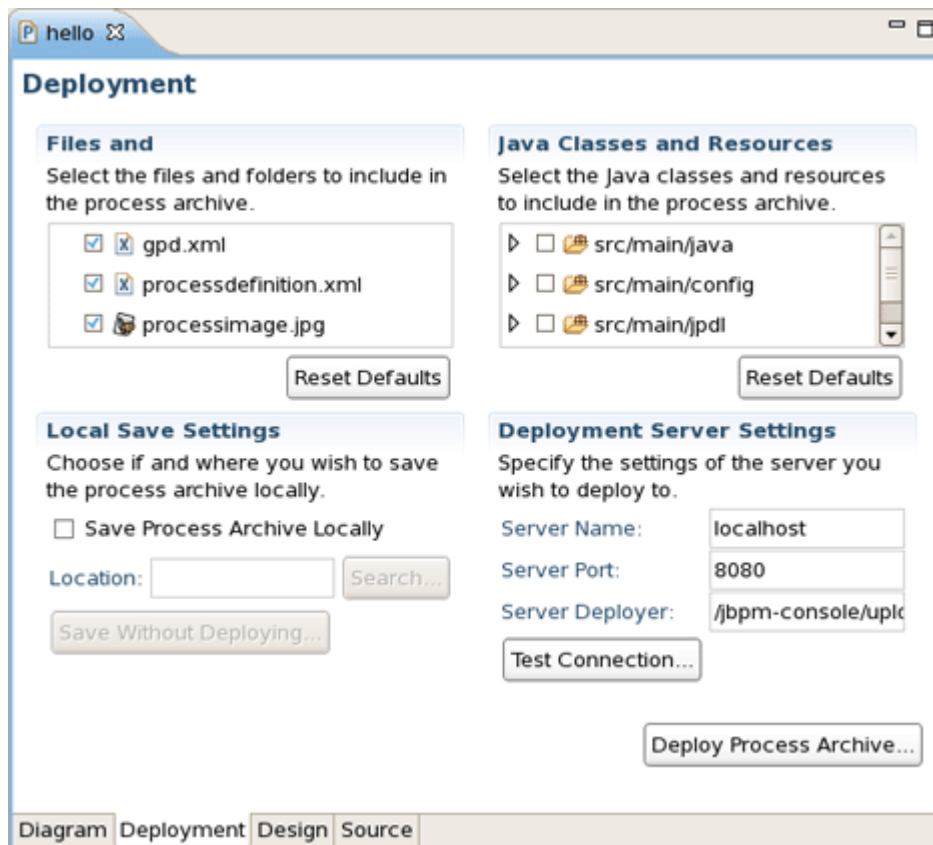 hello
Deployment
Files and
Select the files and folders to include in
the process archive.
gpd.xml
processdefinition.xml
processimage.jpg
Reset Defaults
Java Classes and Resources
Select the Java classes and resources
to include in the process archive.
src/main/java
src/main/config
src/main/jpdl
Reset Defaults
Local Save Settings
Choose if and where you wish to save
the process archive locally.
Save Process Archive Locally
Location:
Search...
Save Without Deploying...
Deployment Server Settings
Specify the settings of the server you
wish to deploy to.
Server Name: localhost
Server Port: 8080
Server Deployer: /jbpm-console/uplo
Test Connection...
Deploy Process Archive...
Diagram Deployment Design Source